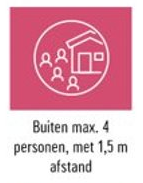 Buiten max. 4
personen, met 1,5 m
afstand